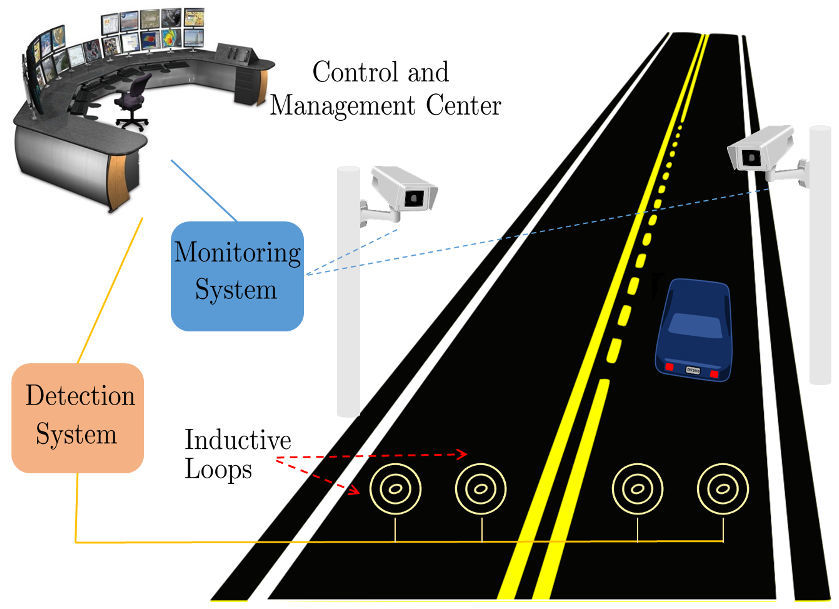 Control and
Management Center
Monitoring
System
Detection
System
Inductive
Loops